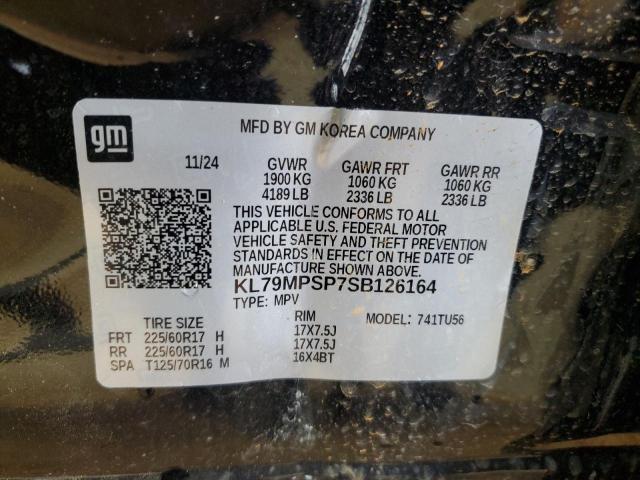 gm
MFD BY GM KOREA COMPANY
11/24 GVWR GAWR FRT GAWR RR
1900 KG 1060 KG 1060 KG
4189 LB 2336 LB 2336 LB
THIS VEHICLE CONFORMS TO ALL
APPLICABLE U.S. FEDERAL MOTOR
VEHICLE SAFETY AND THEFT PREVENTION
STANDARDS IN EFFECT ON THE DATE OF
MANUFACTURE SHOWN ABOVE.
KL79MPSP7SB126164
TYPE: MPV
TIRE SIZE RIM MODEL: 741TU56
FRT 225/60R17 H 17X7.5J
RR 225/60R17 H 17X7.5J
SPA T125/70R16 M 16X4BT